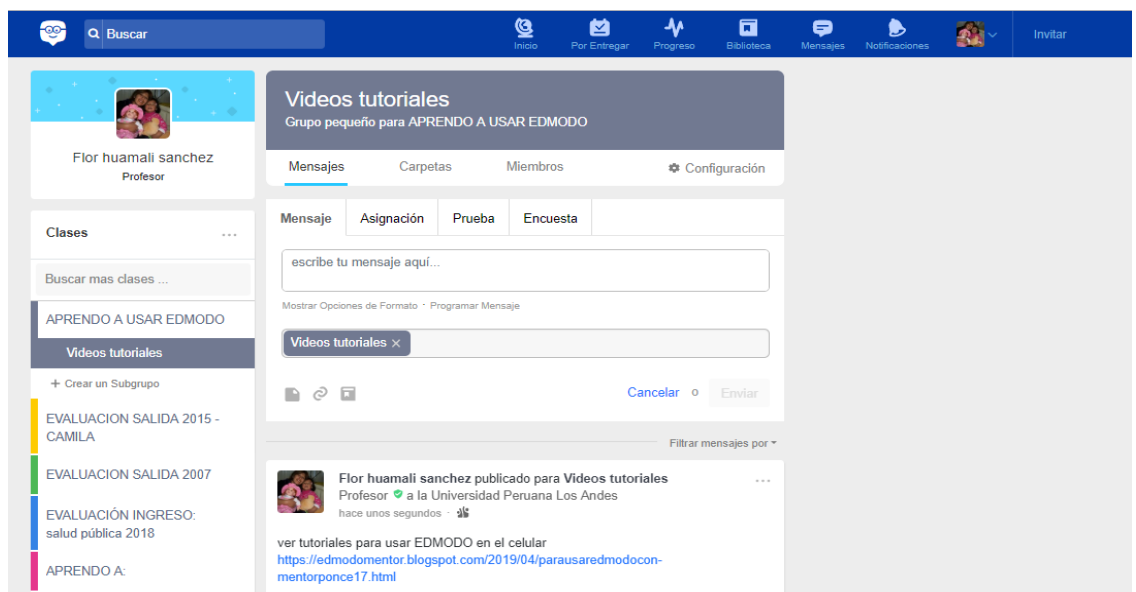 Buscar
Inicio
Por Entregar
Progreso
Biblioteca
Mensajes
Notificaciones
Invitar
Flor huamali sanchez
Profesor
Clases
Buscar mas clases ...
APRENDO A USAR EDMODO
Videos tutoriales
+ Crear un Subgrupo
EVALUACION SALIDA 2015 -
CAMILA
EVALUACION SALIDA 2007
EVALUACIÓN INGRESO:
salud pública 2018
APRENDO A:
Videos tutoriales
Grupo pequeño para APRENDO A USAR EDMODO
Mensajes
Carpetas
Miembros
Configuración
Mensaje
Asignación
Prueba
Encuesta
escribe tu mensaje aquí...
Mostrar Opciones de Formato · Programar Mensaje
Videos tutoriales ×
Cancelar o Enviar
Filtrar mensajes por
Flor huamali sanchez publicado para Videos tutoriales
Profesor a la Universidad Peruana Los Andes
hace unos segundos ·
ver tutoriales para usar EDMODO en el celular
https://edmodomentor.blogspot.com/2019/04/parausaredmodocon-
mentorponce17.html